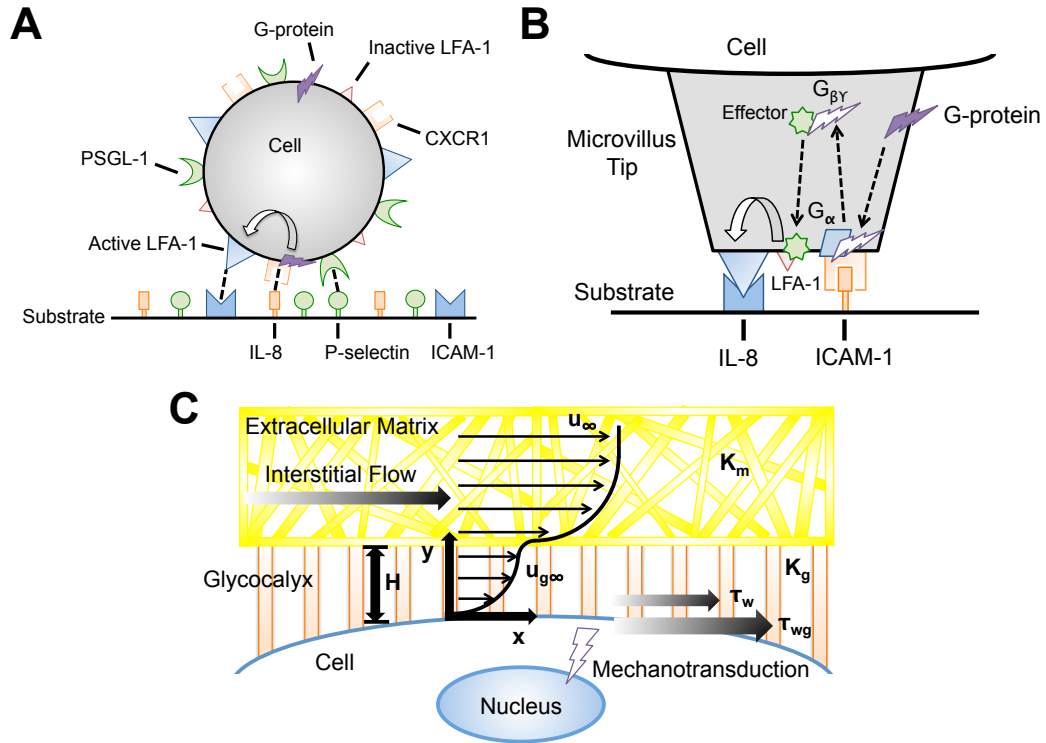 A
G-protein
Inactive LFA-1
CXCR1
Cell
PSGL-1
Active LFA-1
Substrate
IL-8
P-selectin
ICAM-1
B
Cell
Gβγ
Effector
G-protein
Microvillus
Tip
Gα
LFA-1
Substrate
IL-8
ICAM-1
C
Extracellular Matrix
u∞
Interstitial Flow
Km
y
H
Glycocalyx
ug∞
Kg
τw
τwg
x
Cell
Mechanotransduction
Nucleus